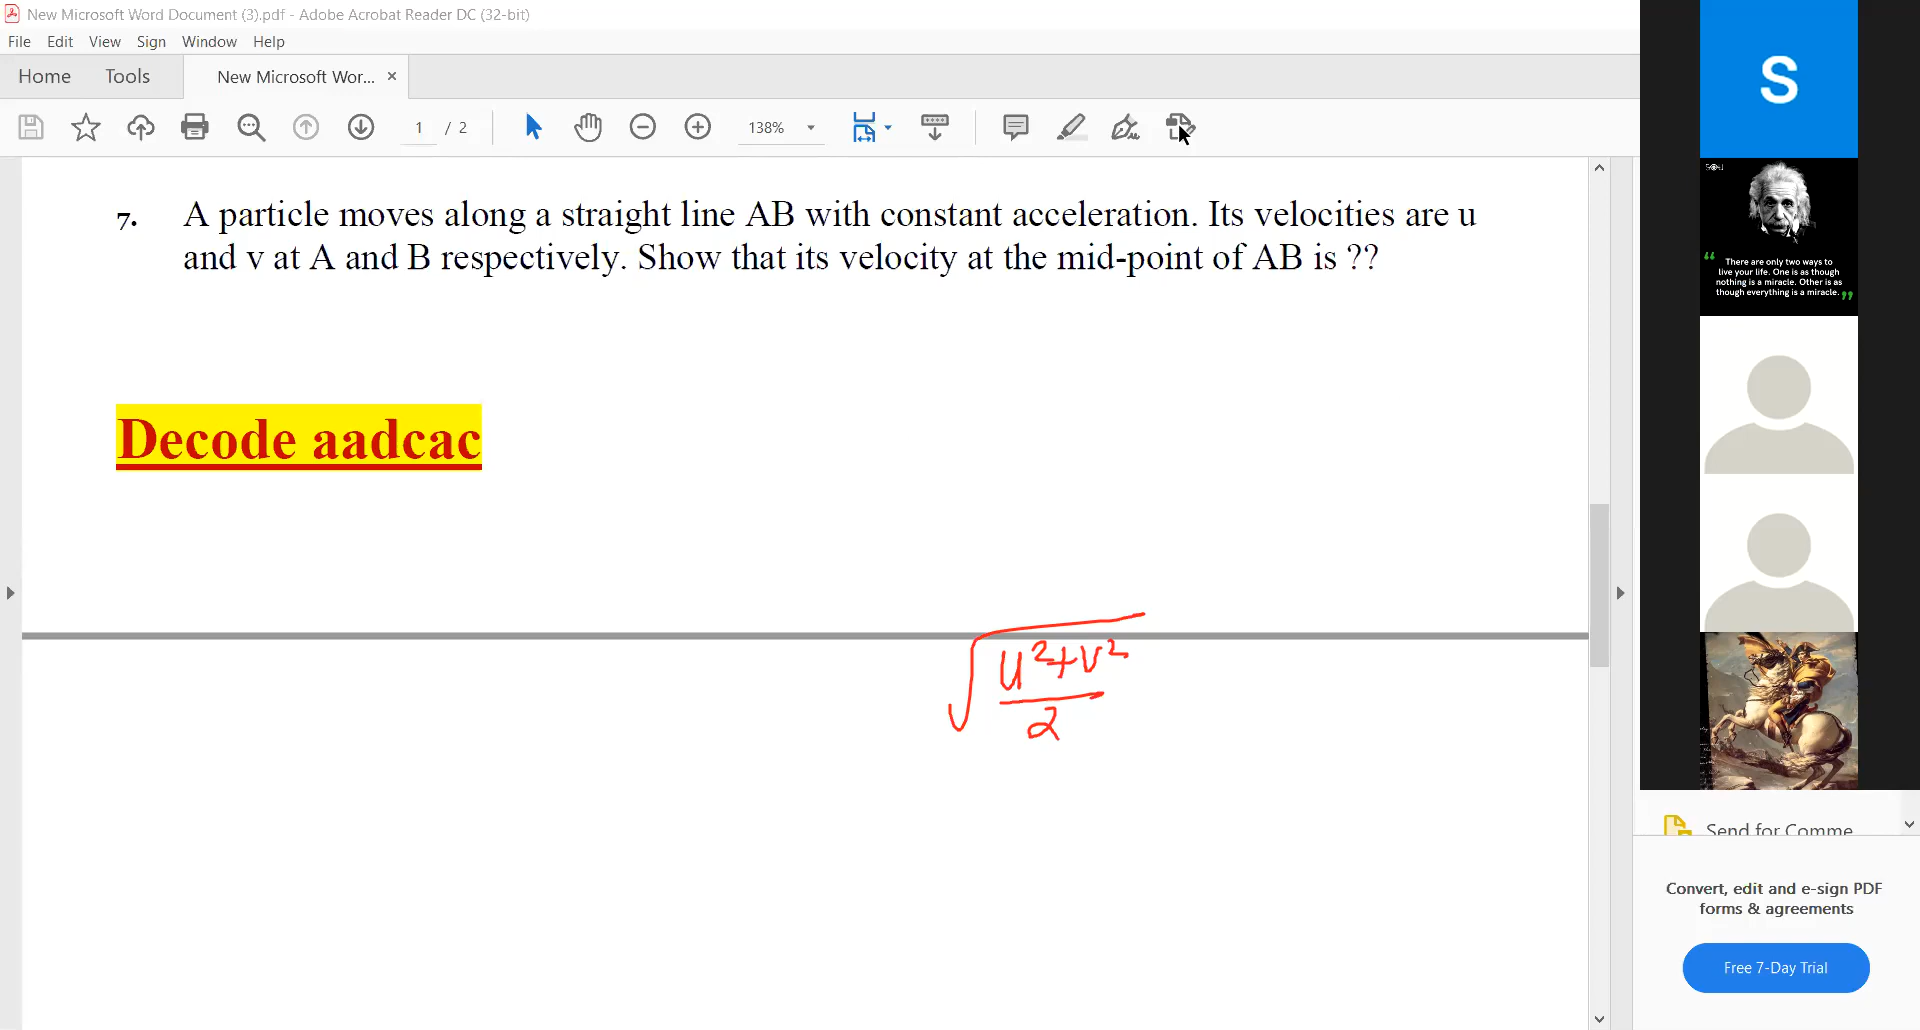 New Microsoft Word Document (3).pdf - Adobe Acrobat Reader DC (32-bit)
File Edit View Sign Window Help
Home Tools New Microsoft Wor... ×
1 / 2 138%
7. A particle moves along a straight line AB with constant acceleration. Its velocities are u
and v at A and B respectively. Show that its velocity at the mid-point of AB is ??
Decode aadcac
√((u²+v²)/2)
S
“ There are only two ways to
live your life. One is as though
nothing is a miracle. Other is as
though everything is a miracle. ”
Send for Comme
Convert, edit and e-sign PDF
forms & agreements
Free 7-Day Trial